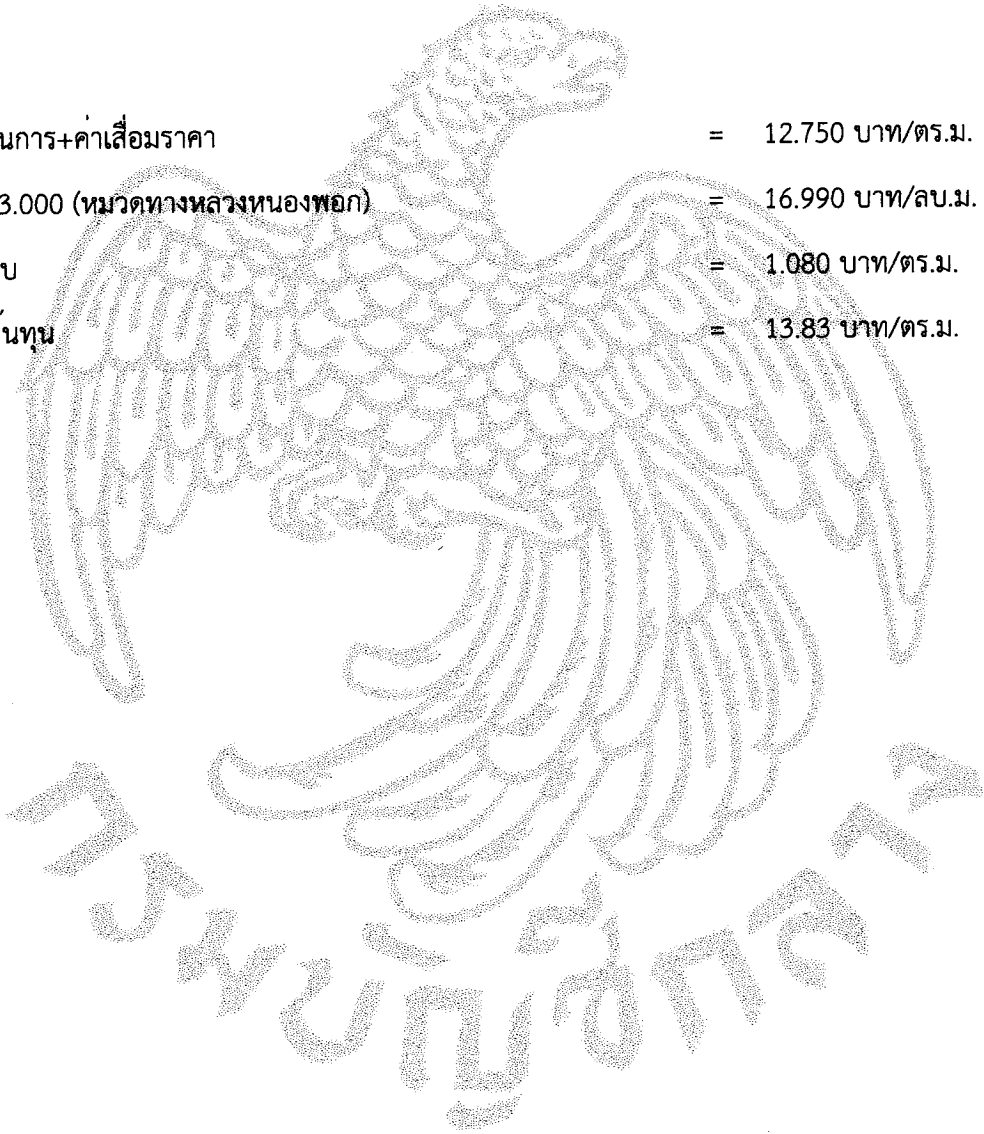 นการ+ค่าเสื่อมราคา = 12.750 บาท/ตร.ม.
3.000 (หมวดทางหลวงหนองพอก) = 16.990 บาท/ลบ.ม.
บ = 1.080 บาท/ตร.ม.
้นทุน = 13.83 บาท/ตร.ม.
กรมบัญชีกลาง